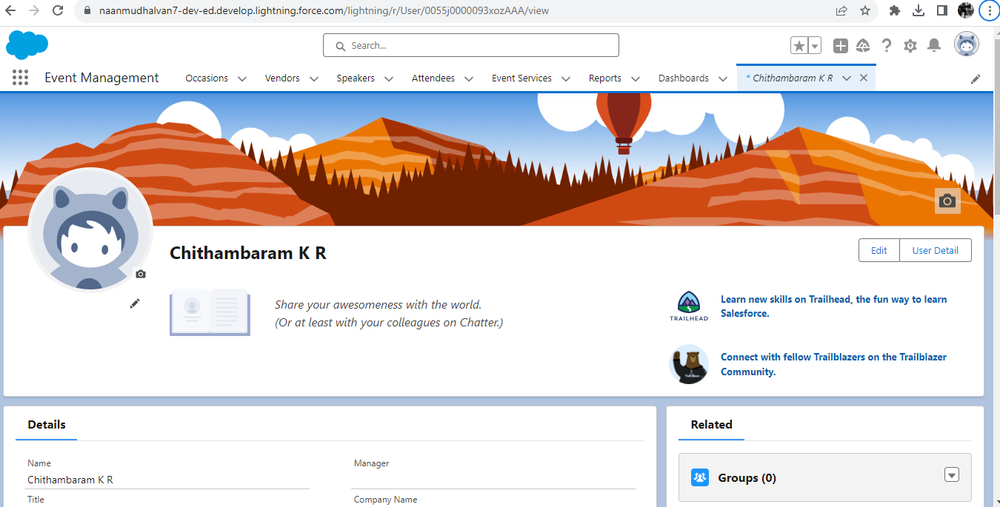 naanmudhalvan7-dev-ed.develop.lightning.force.com/lightning/r/User/0055j0000093xozAAA/view
Search...
Event Management
Occasions
Vendors
Speakers
Attendees
Event Services
Reports
Dashboards
* Chithambaram K R
Chithambaram K R
Edit
User Detail
Share your awesomeness with the world.
(Or at least with your colleagues on Chatter.)
TRAILHEAD
Learn new skills on Trailhead, the fun way to learn
Salesforce.
Connect with fellow Trailblazers on the Trailblazer
Community.
Details
Name
Chithambaram K R
Manager
Title
Company Name
Related
Groups (0)